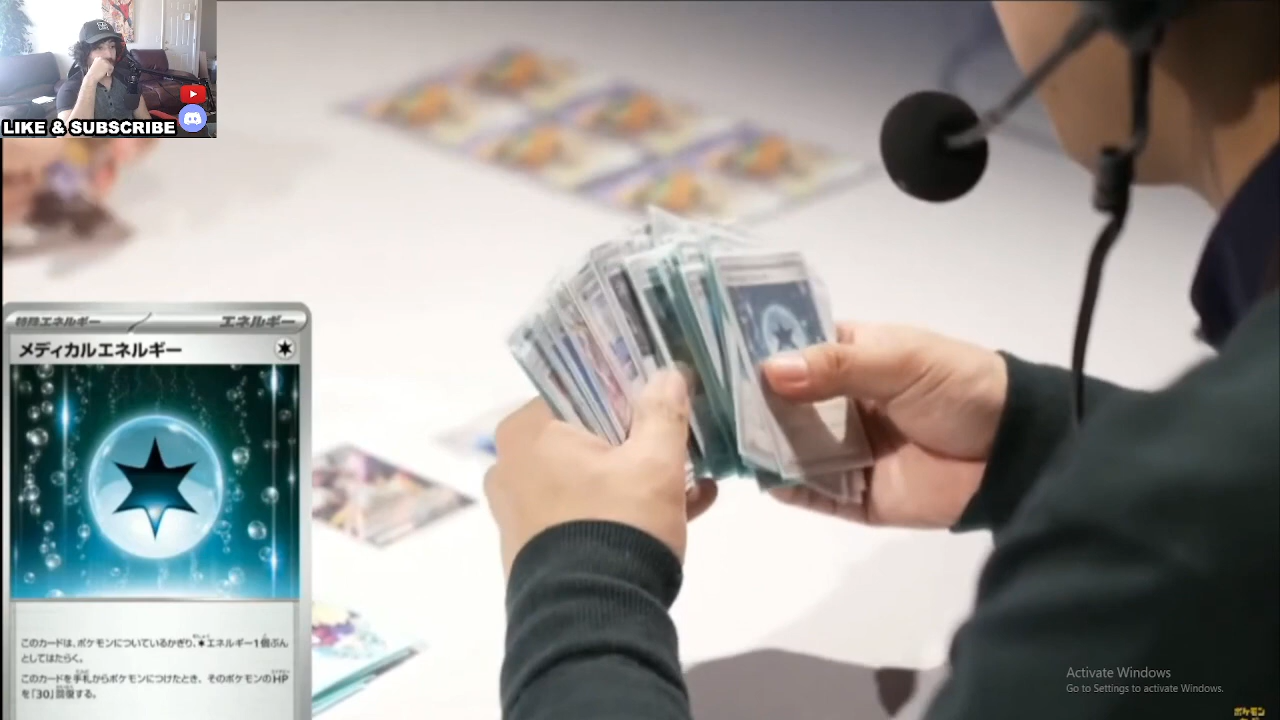 LIKE & SUBSCRIBE
特殊エネルギー
エネルギー
メディカルエネルギー
このカードは、ポケモンについているかぎり、エネルギー1個ぶん
としてはたらく。
このカードを手札からポケモンにつけたとき、そのポケモンのHP
を「30」回復する。
Activate Windows
Go to Settings to activate Windows.
ポケモン